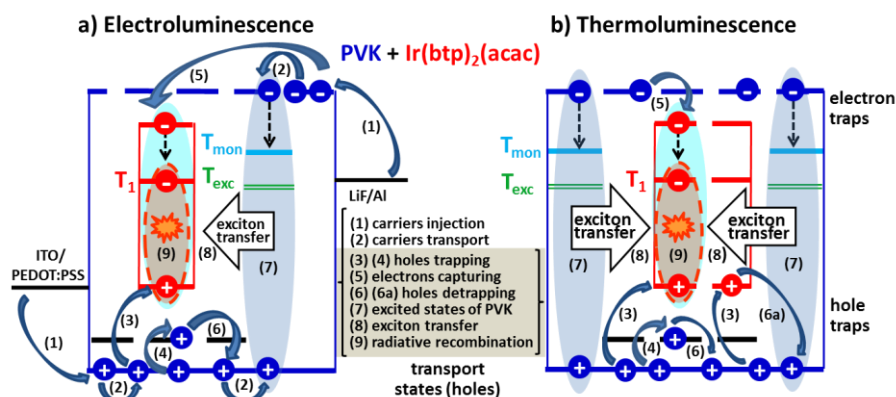 a) Electroluminescence
b) Thermoluminescence
PVK + Ir(btp)₂(acac)
(5)
(2)
(1)
T_mon
T_exc
T₁
LiF/Al
exciton
transfer
(9)
(8)
(7)
ITO/
PEDOT:PSS
(1)
(3)
(4)
(6)
(2)
(2)
(1) carriers injection
(2) carriers transport
(3) (4) holes trapping
(5) electrons capturing
(6) (6a) holes detrapping
(7) excited states of PVK
(8) exciton transfer
(9) radiative recombination
transport
states (holes)
(5)
electron
traps
T_mon
T_exc
T₁
exciton
transfer
exciton
transfer
(7)
(8)
(9)
(8)
(7)
hole
traps
(3)
(4)
(6)
(3)
(6a)